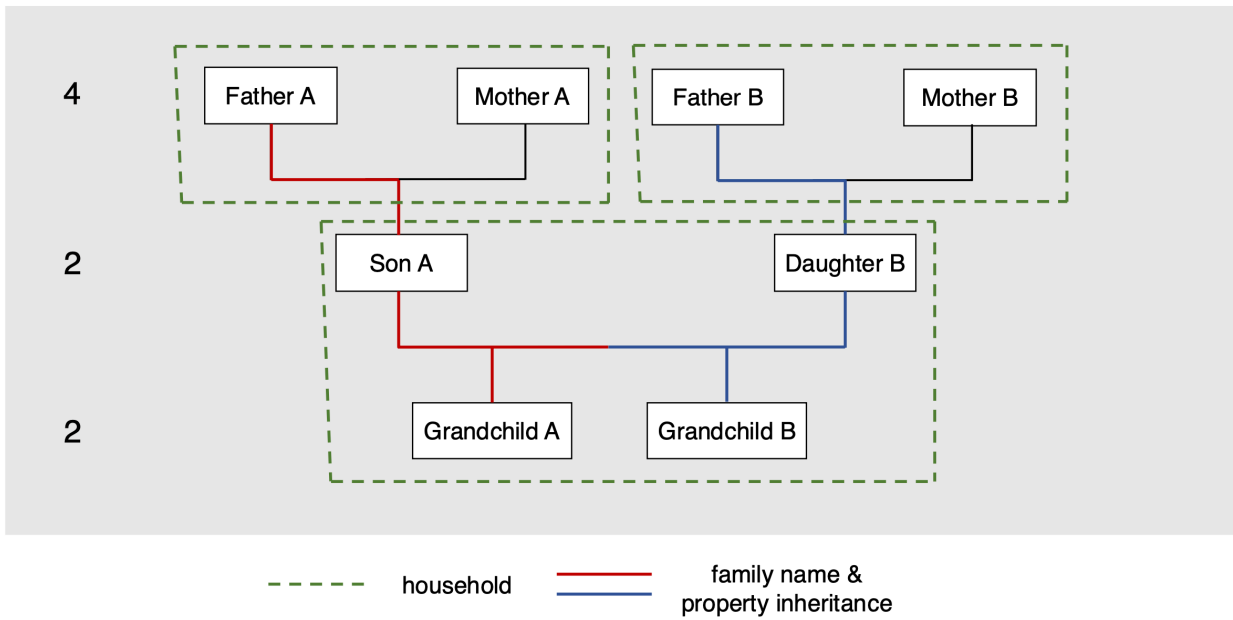 4
Father A
Mother A
Father B
Mother B
2
Son A
Daughter B
2
Grandchild A
Grandchild B
household
family name &
property inheritance